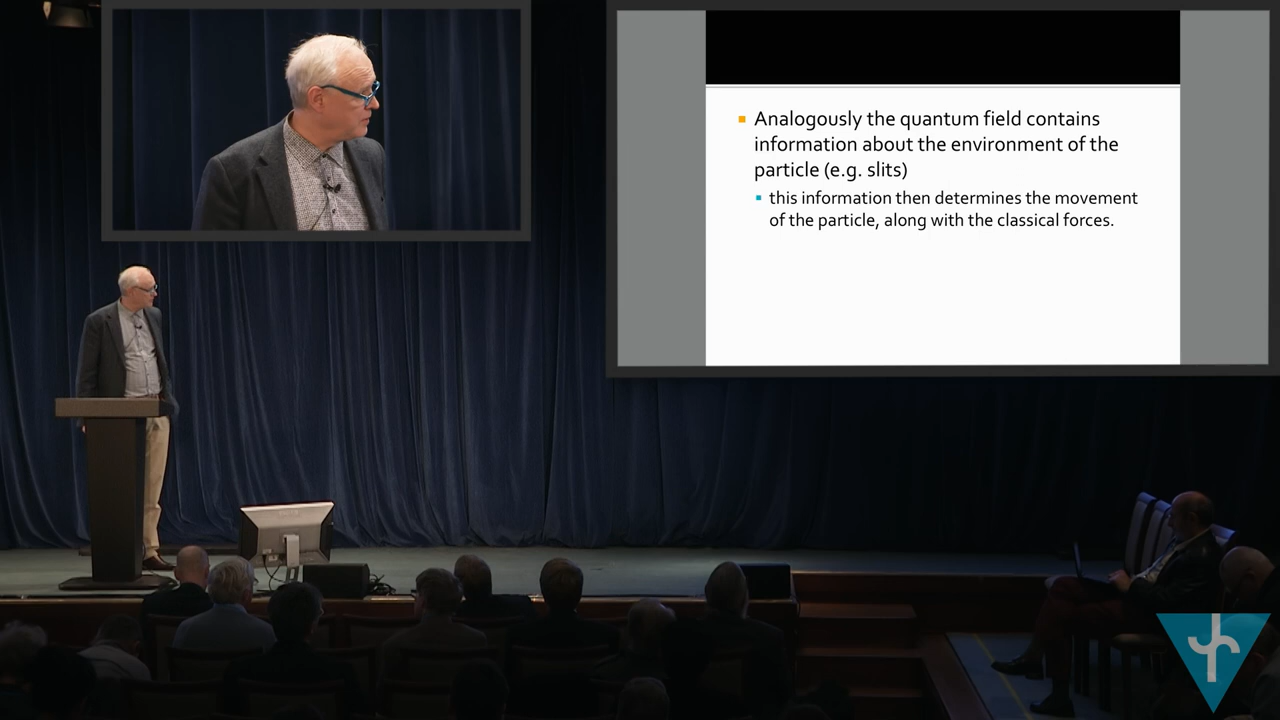 Analogously the quantum field contains
information about the environment of the
particle (e.g. slits)
this information then determines the movement
of the particle, along with the classical forces.